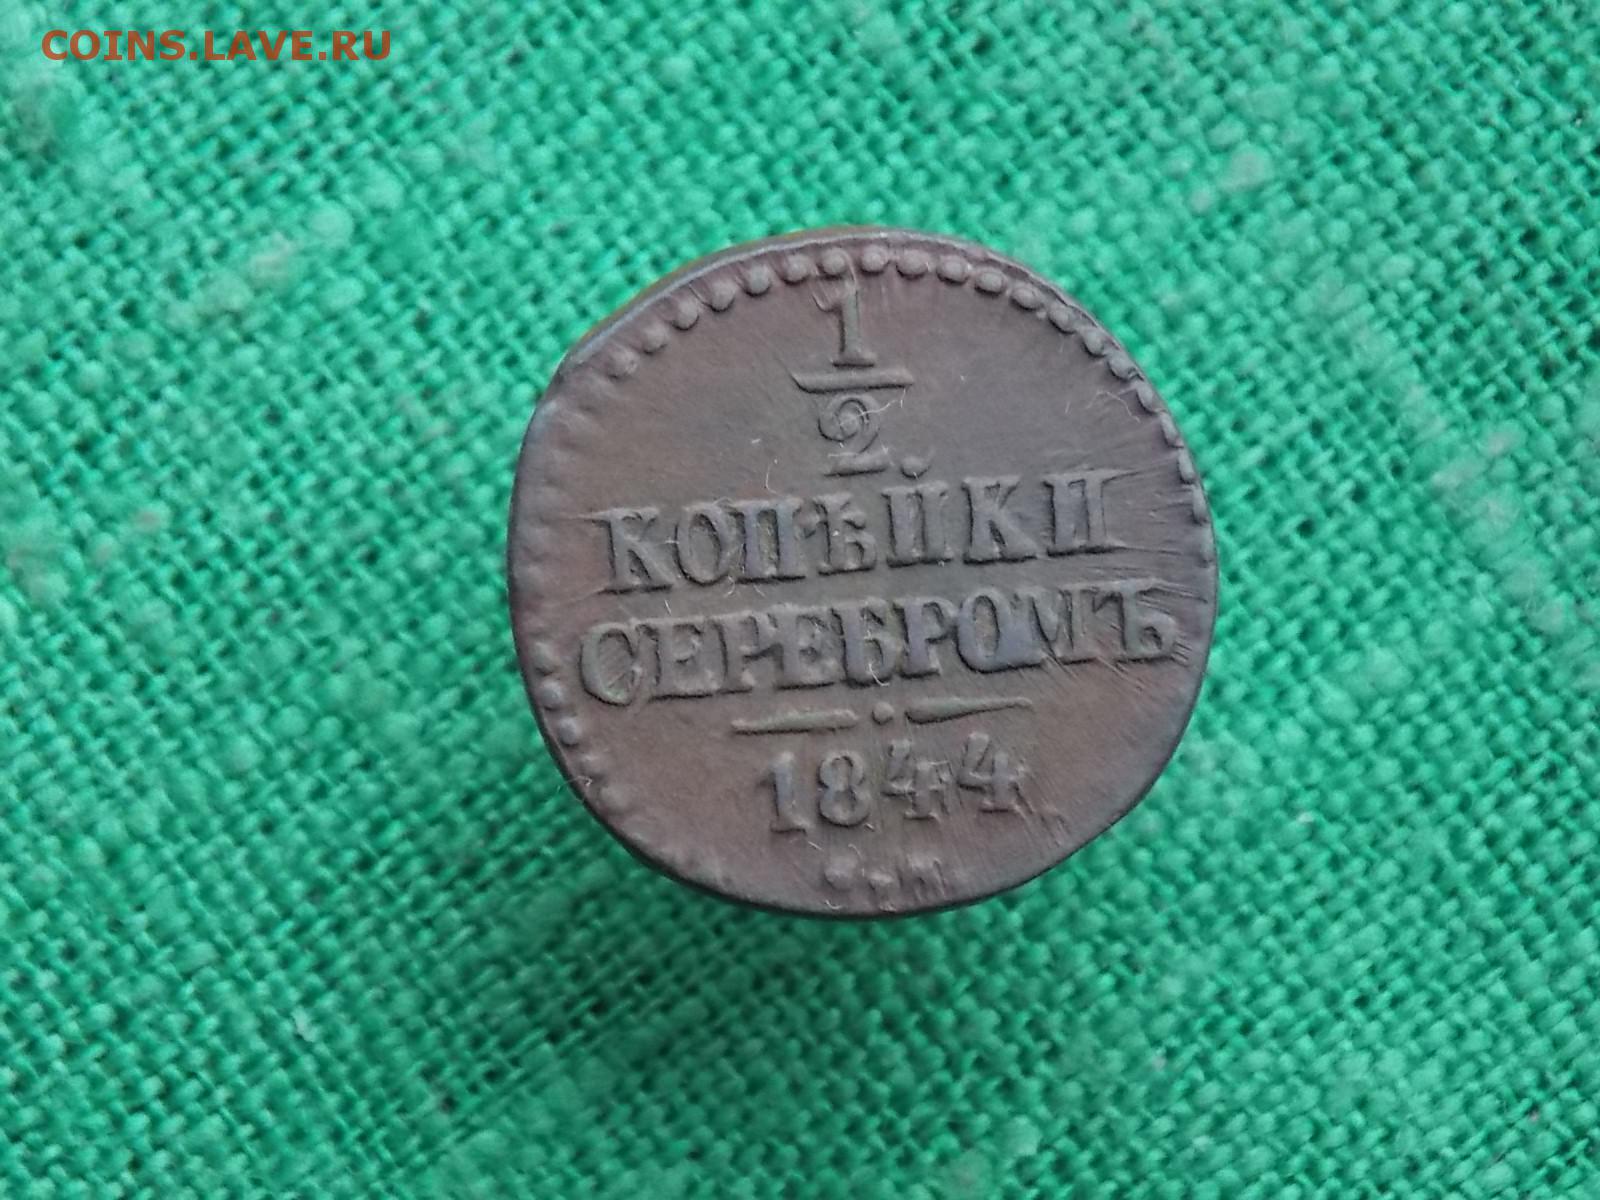 COINS.LAVE.RU
1
2.
КОПѢЙКИ
СЕРЕБРОМЪ
1844